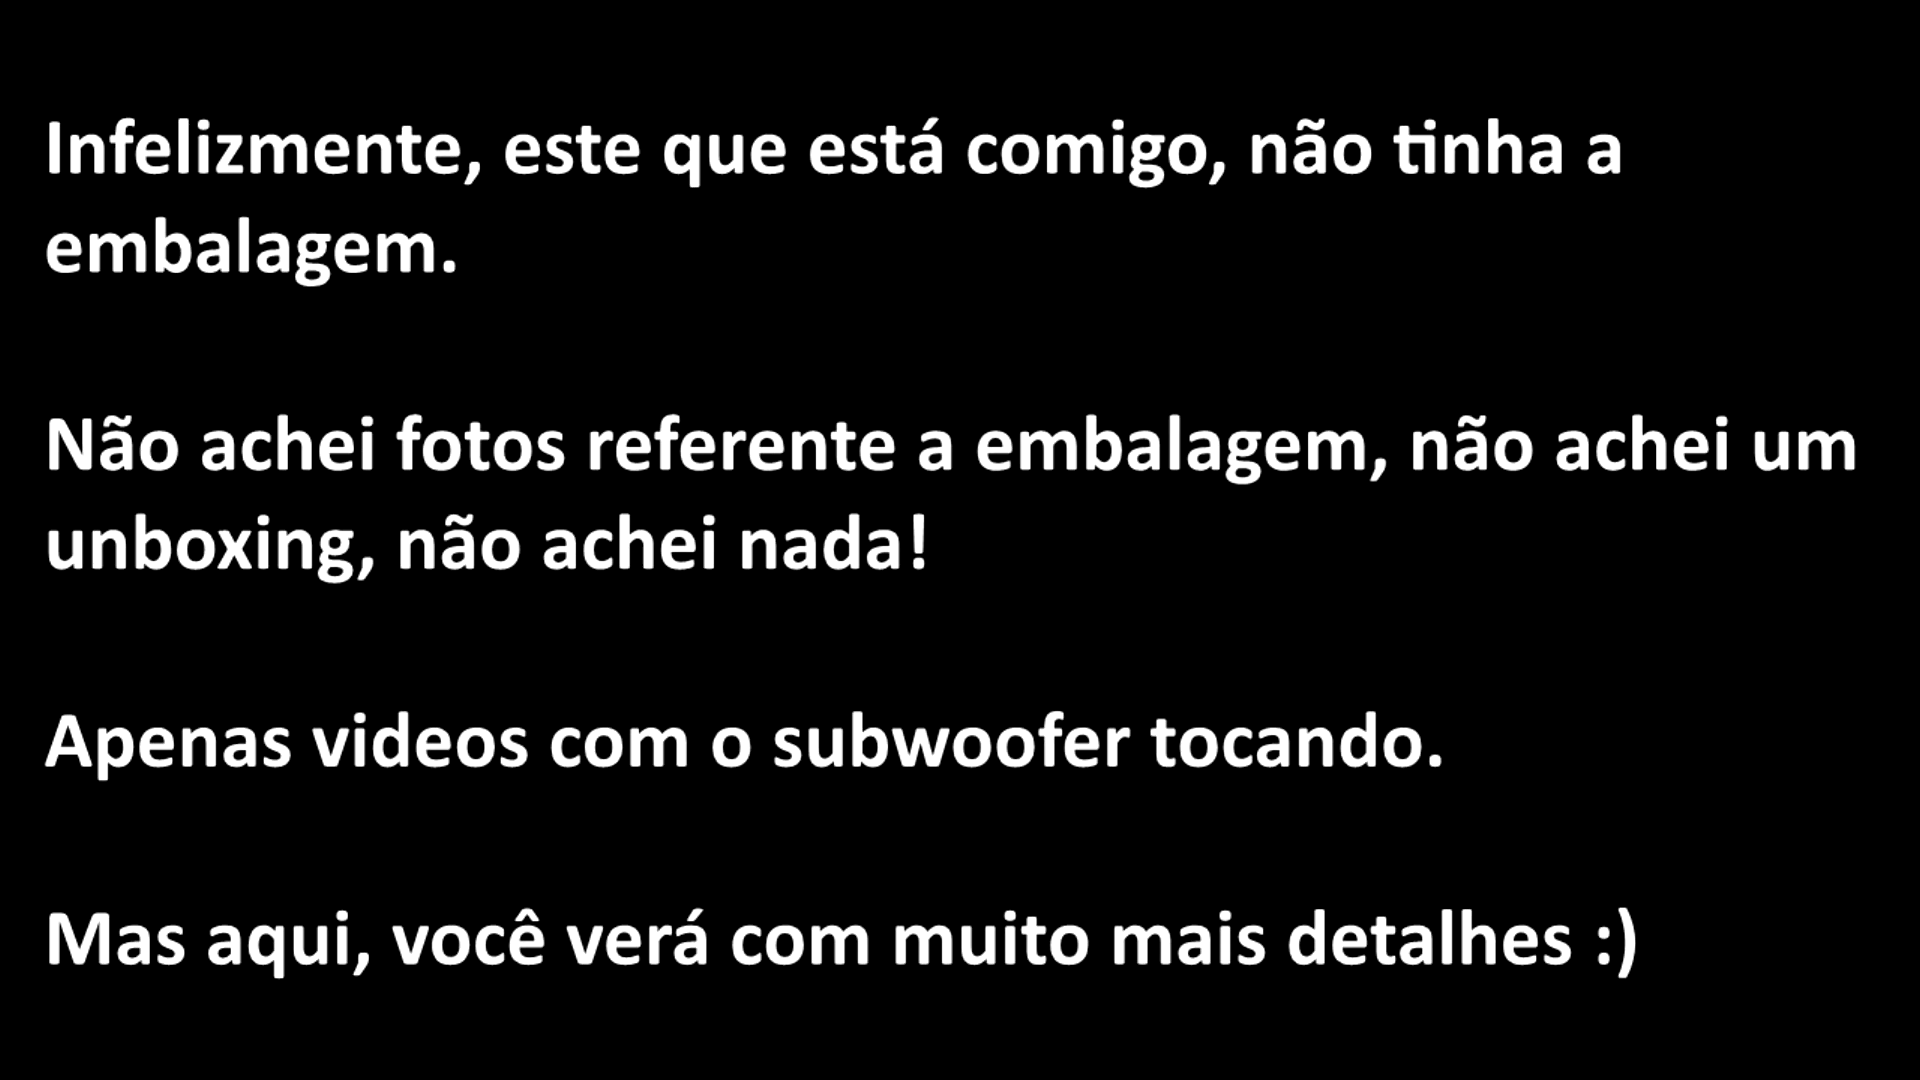 Infelizmente, este que está comigo, não tinha a
embalagem.
Não achei fotos referente a embalagem, não achei um
unboxing, não achei nada!
Apenas videos com o subwoofer tocando.
Mas aqui, você verá com muito mais detalhes :)